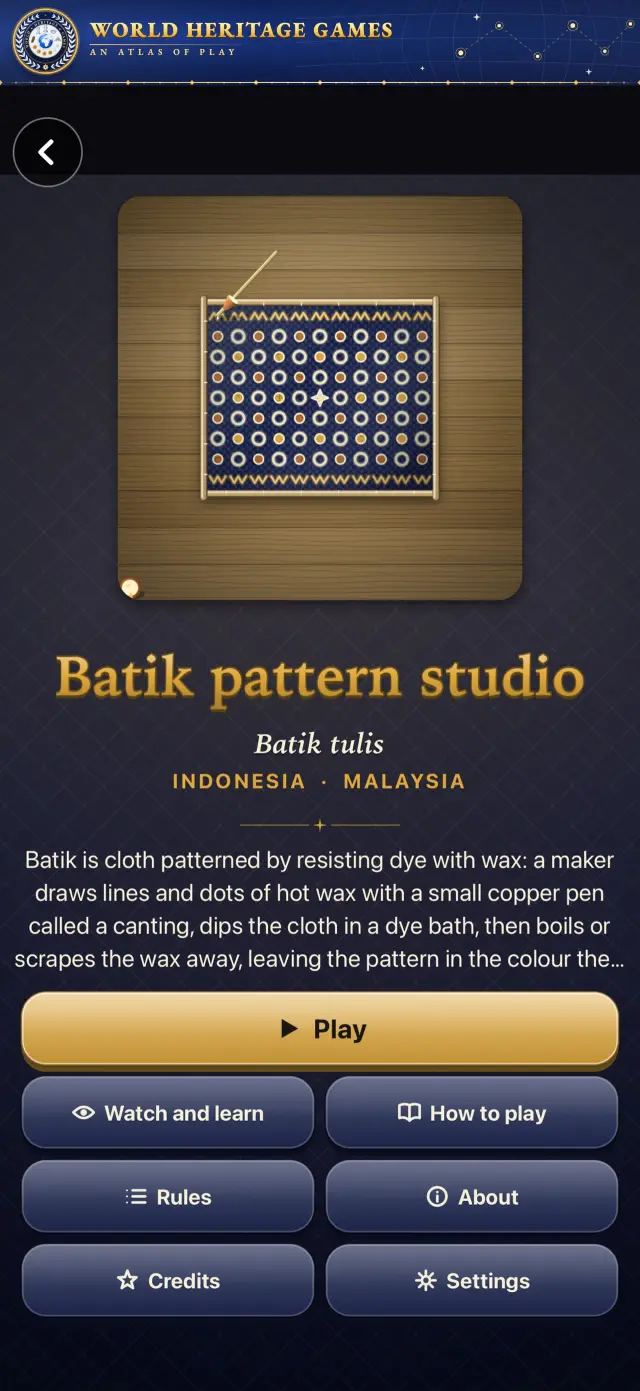 WORLD HERITAGE GAMES
AN ATLAS OF PLAY
Batik pattern studio
Batik tulis
INDONESIA · MALAYSIA
Batik is cloth patterned by resisting dye with wax: a maker
draws lines and dots of hot wax with a small copper pen
called a canting, dips the cloth in a dye bath, then boils or
scrapes the wax away, leaving the pattern in the colour the…
Play
Watch and learn
How to play
Rules
About
Credits
Settings